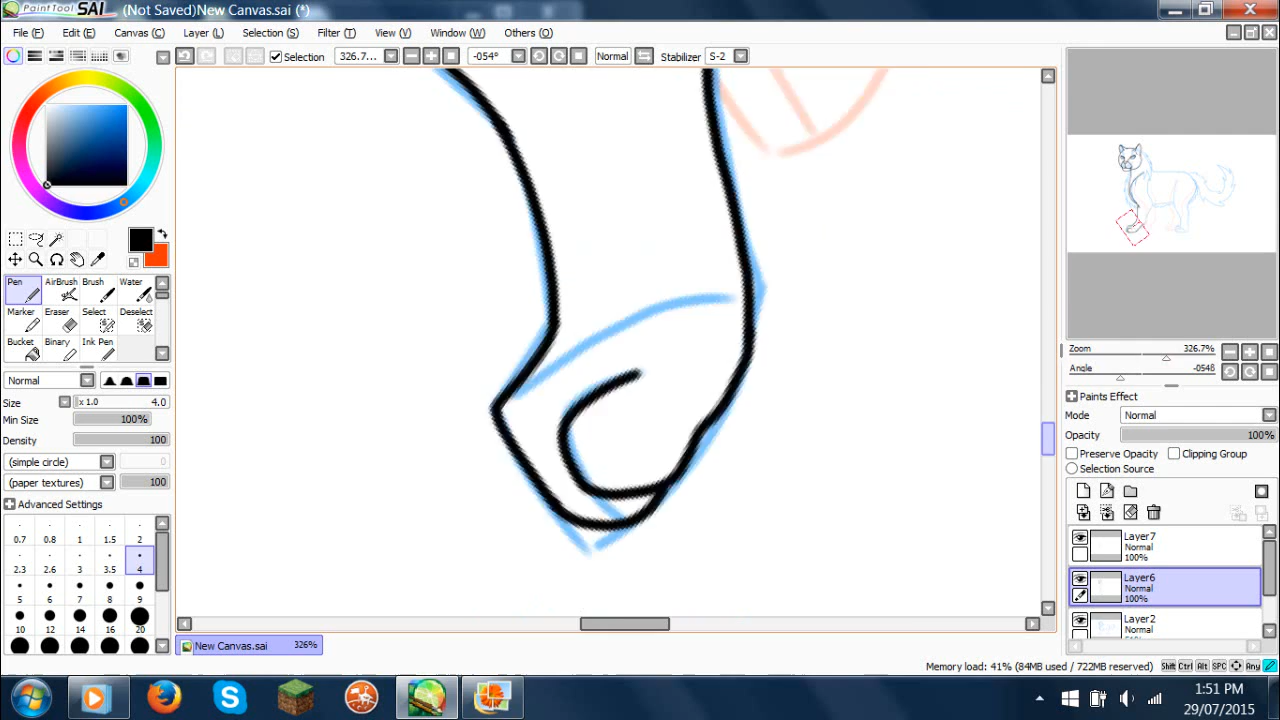 PaintTool SAI (Not Saved)New Canvas.sai (*)
File (F) Edit (E) Canvas (C) Layer (L) Selection (S) Filter (T) View (V) Window (W) Others (O)
Selection 326.7... -054° Normal Stabilizer S-2
Pen AirBrush Brush Water
Marker Eraser Select Deselect
Bucket Binary Ink Pen
Normal
Size x 1.0 4.0
Min Size 100%
Density 100
(simple circle) 0
(paper textures) 100
Advanced Settings
0.7 0.8 1 1.5 2
2.3 2.6 3 3.5 4
5 6 7 8 9
10 12 14 16 20
Zoom 326.7%
Angle -054ß
Paints Effect
Mode Normal
Opacity 100%
Preserve Opacity Clipping Group
Selection Source
Layer7
Normal
100%
Layer6
Normal
100%
Layer2
Normal
New Canvas.sai 326%
Memory load: 41% (84MB used / 722MB reserved) Shift Ctrl Alt SPC Any
1:51 PM
29/07/2015